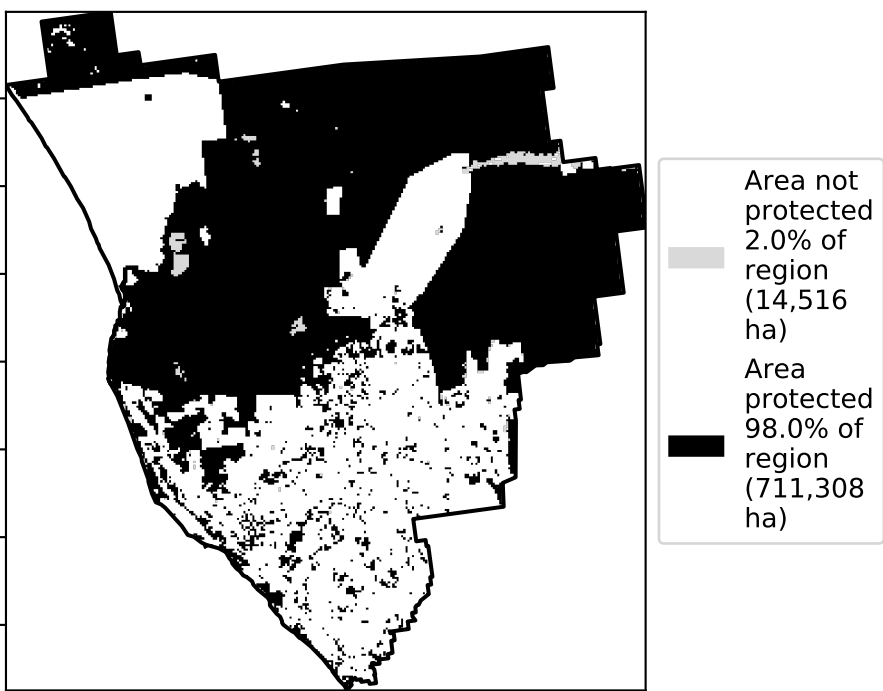 Area not
protected
2.0% of
region
(14,516
ha)
Area
protected
98.0% of
region
(711,308
ha)